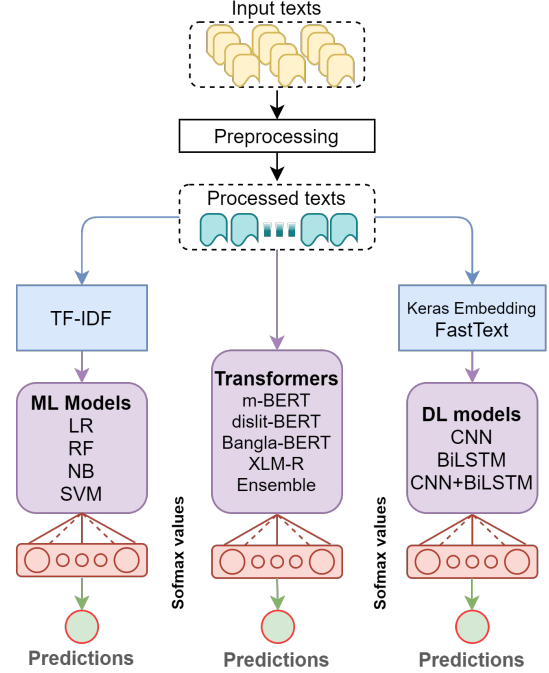 Input texts
Preprocessing
Processed texts
TF-IDF
Keras Embedding
FastText
ML Models
LR
RF
NB
SVM
Transformers
m-BERT
dislit-BERT
Bangla-BERT
XLM-R
Ensemble
DL models
CNN
BiLSTM
CNN+BiLSTM
Sofmax values
Sofmax values
Predictions
Predictions
Predictions